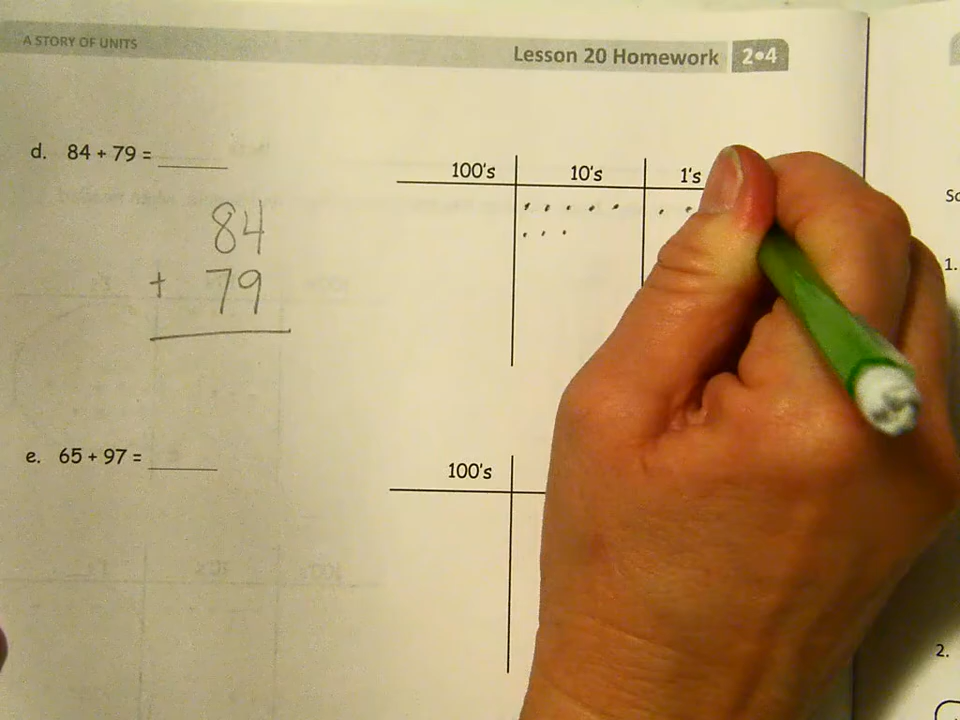 A STORY OF UNITS
Lesson 20 Homework 2•4
d. 84 + 79 = ______
100's 10's 1's
84
+ 79
1.
e. 65 + 97 = ______
100's
2.